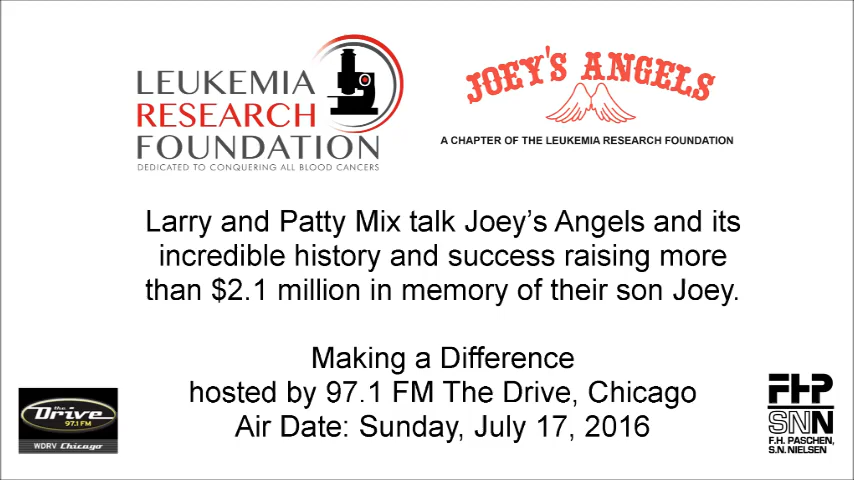 LEUKEMIA
RESEARCH
FOUNDATION
DEDICATED TO CONQUERING ALL BLOOD CANCERS
JOEY'S ANGELS
A CHAPTER OF THE LEUKEMIA RESEARCH FOUNDATION
Larry and Patty Mix talk Joey's Angels and its
incredible history and success raising more
than $2.1 million in memory of their son Joey.
Making a Difference
hosted by 97.1 FM The Drive, Chicago
Air Date: Sunday, July 17, 2016
the
Drive
97.1 FM
WDRV Chicago
FHP
SNN
F.H. PASCHEN,
S.N. NIELSEN